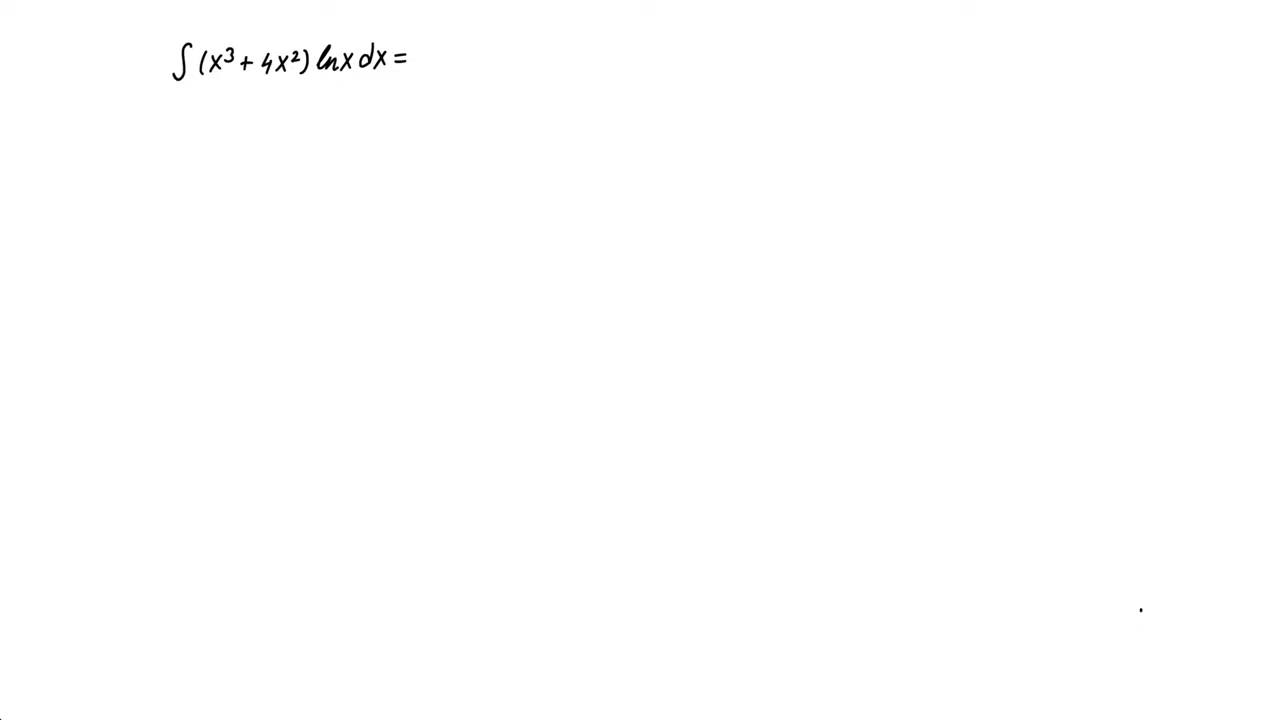 ∫(x³ + 4x²) ln x dx =